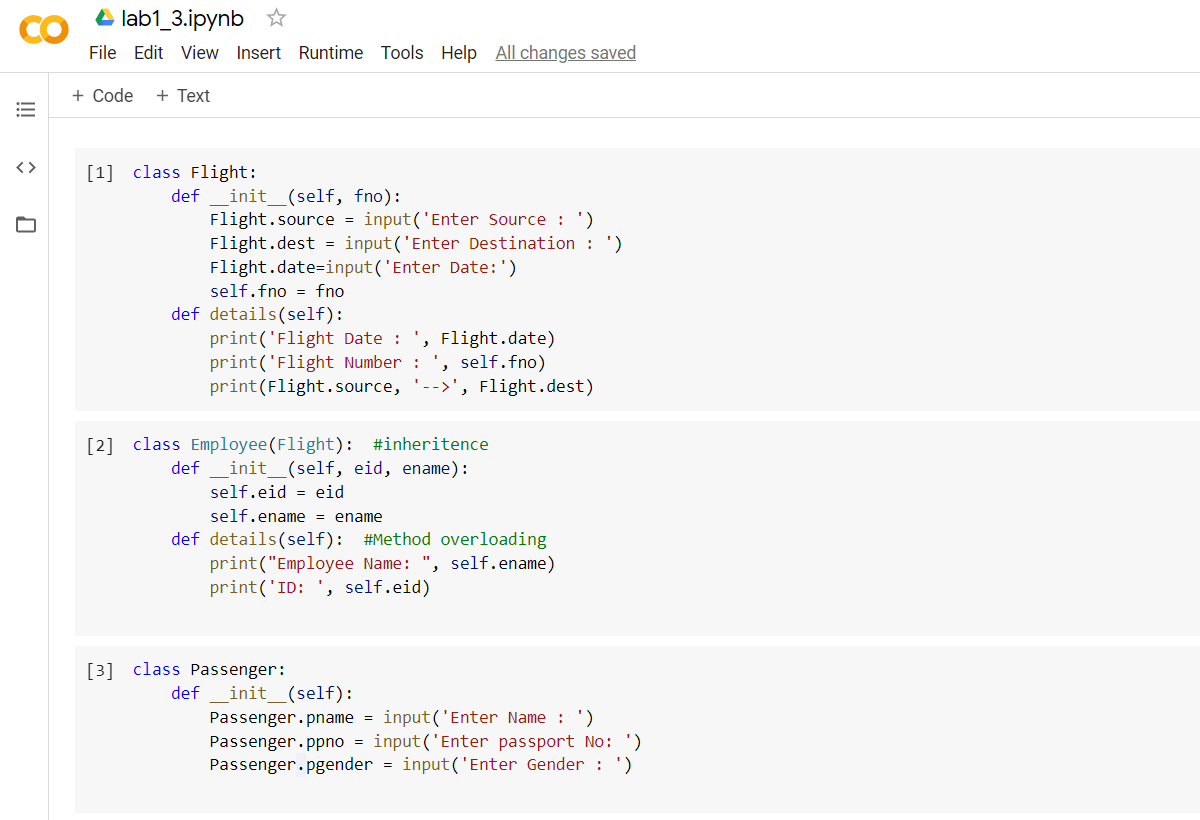 lab1_3.ipynb
File Edit View Insert Runtime Tools Help All changes saved
+ Code + Text
[1] class Flight:
    def __init__(self, fno):
        Flight.source = input('Enter Source : ')
        Flight.dest = input('Enter Destination : ')
        Flight.date=input('Enter Date:')
        self.fno = fno
    def details(self):
        print('Flight Date : ', Flight.date)
        print('Flight Number : ', self.fno)
        print(Flight.source, '-->', Flight.dest)
[2] class Employee(Flight):  #inheritence
    def __init__(self, eid, ename):
        self.eid = eid
        self.ename = ename
    def details(self):  #Method overloading
        print("Employee Name: ", self.ename)
        print('ID: ', self.eid)
[3] class Passenger:
    def __init__(self):
        Passenger.pname = input('Enter Name : ')
        Passenger.ppno = input('Enter passport No: ')
        Passenger.pgender = input('Enter Gender : ')